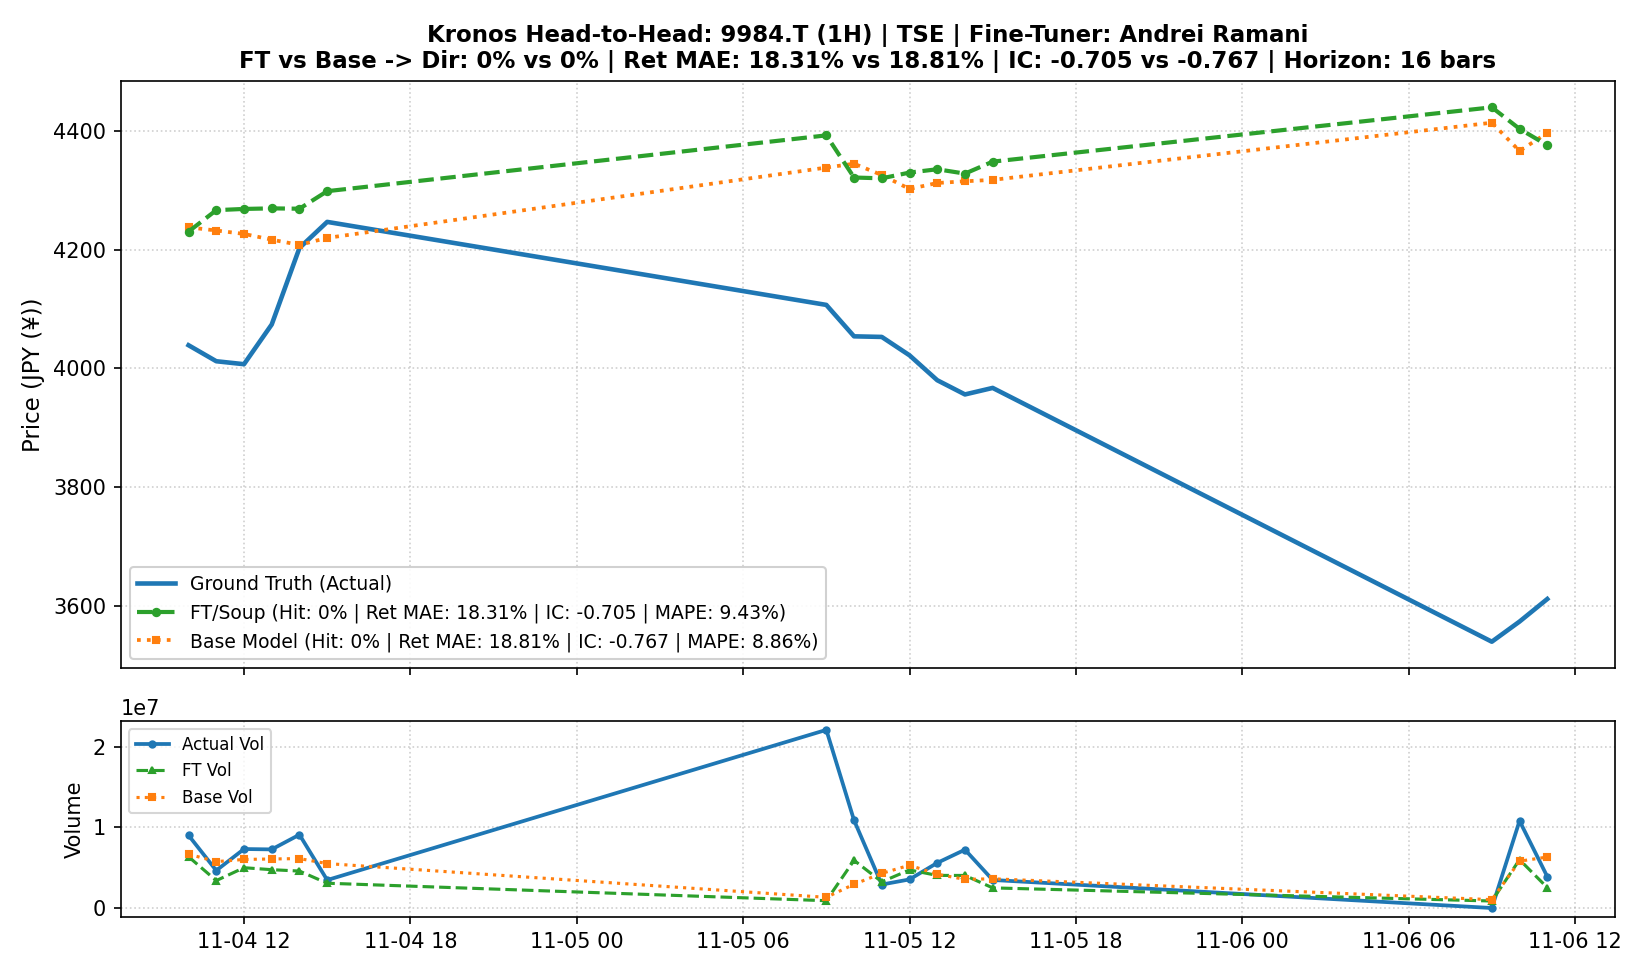 Kronos Head-to-Head: 9984.T (1H) | TSE | Fine-Tuner: Andrei Ramani
FT vs Base -> Dir: 0% vs 0% | Ret MAE: 18.31% vs 18.81% | IC: -0.705 vs -0.767 | Horizon: 16 bars
Price (JPY (¥))
4400
4200
4000
3800
3600
Ground Truth (Actual)
FT/Soup (Hit: 0% | Ret MAE: 18.31% | IC: -0.705 | MAPE: 9.43%)
Base Model (Hit: 0% | Ret MAE: 18.81% | IC: -0.767 | MAPE: 8.86%)
1e7
Volume
2
1
0
Actual Vol
FT Vol
Base Vol
11-04 12
11-04 18
11-05 00
11-05 06
11-05 12
11-05 18
11-06 00
11-06 06
11-06 12